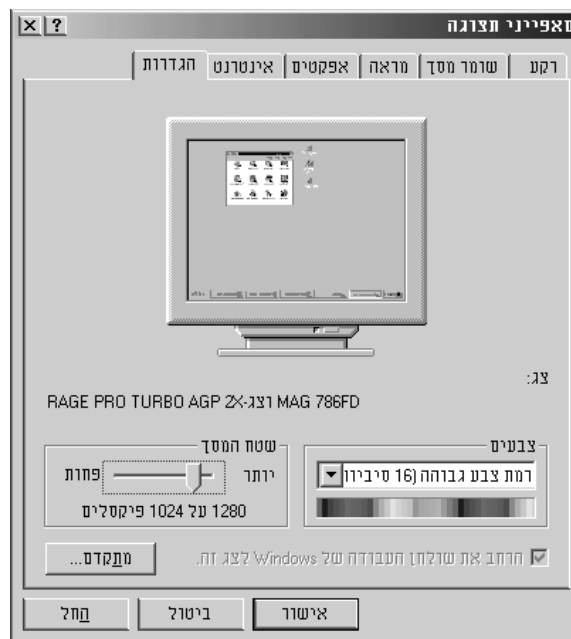 מאפייני תצוגה
רקע
שומר מסך
מראה
אפקטים
אינטרנט
הגדרות
צג:
MAG 786FD וצג-RAGE PRO TURBO AGP 2X
צבעים
רמת צבע גבוהה (16 סיביות
שטח המסך
פחות
יותר
1280 על 1024 פיקסלים
הרחב את שולחן העבודה של Windows לצג זה.
מתקדם...
אישור
ביטול
החל